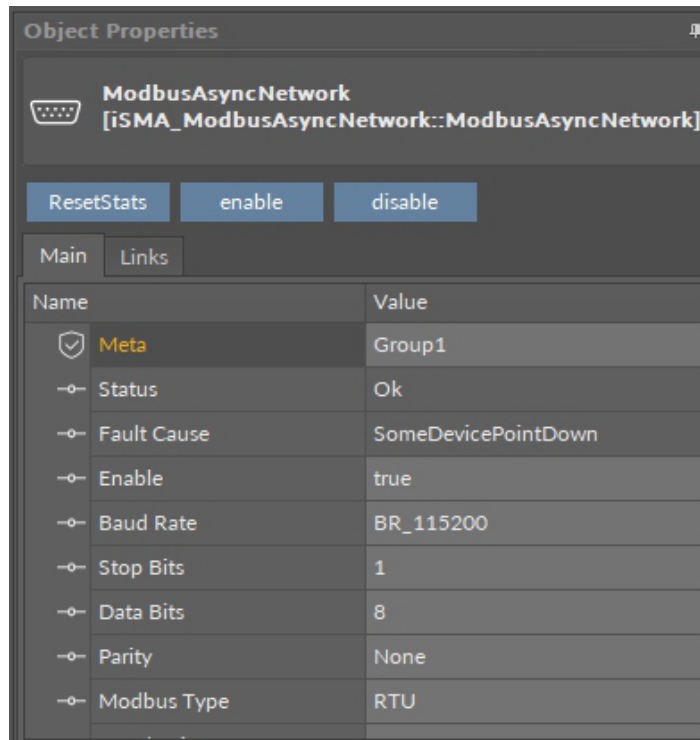 Object Properties
ModbusAsyncNetwork
[iSMA_ModbusAsyncNetwork::ModbusAsyncNetwork]
ResetStats enable disable
Main Links
Name Value
Meta Group1
Status Ok
Fault Cause SomeDevicePointDown
Enable true
Baud Rate BR_115200
Stop Bits 1
Data Bits 8
Parity None
Modbus Type RTU